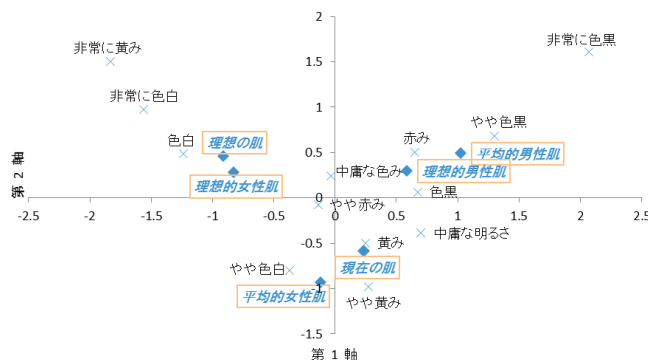 2
非常に黄み
非常に色黒
1.5
非常に色白
1
やや色黒
色白
理想の肌
赤み
平均的男性肌
0.5
中庸な色み
理想的男性肌
理想的女性肌
色黒
第2軸
0
-2.5
-2
-1.5
-1
-0.5
0
0.5
1
1.5
2
2.5
やや赤み
中庸な明るさ
-0.5
黄み
やや色白
現在の肌
-1
平均的女性肌
やや黄み
-1.5
第1軸